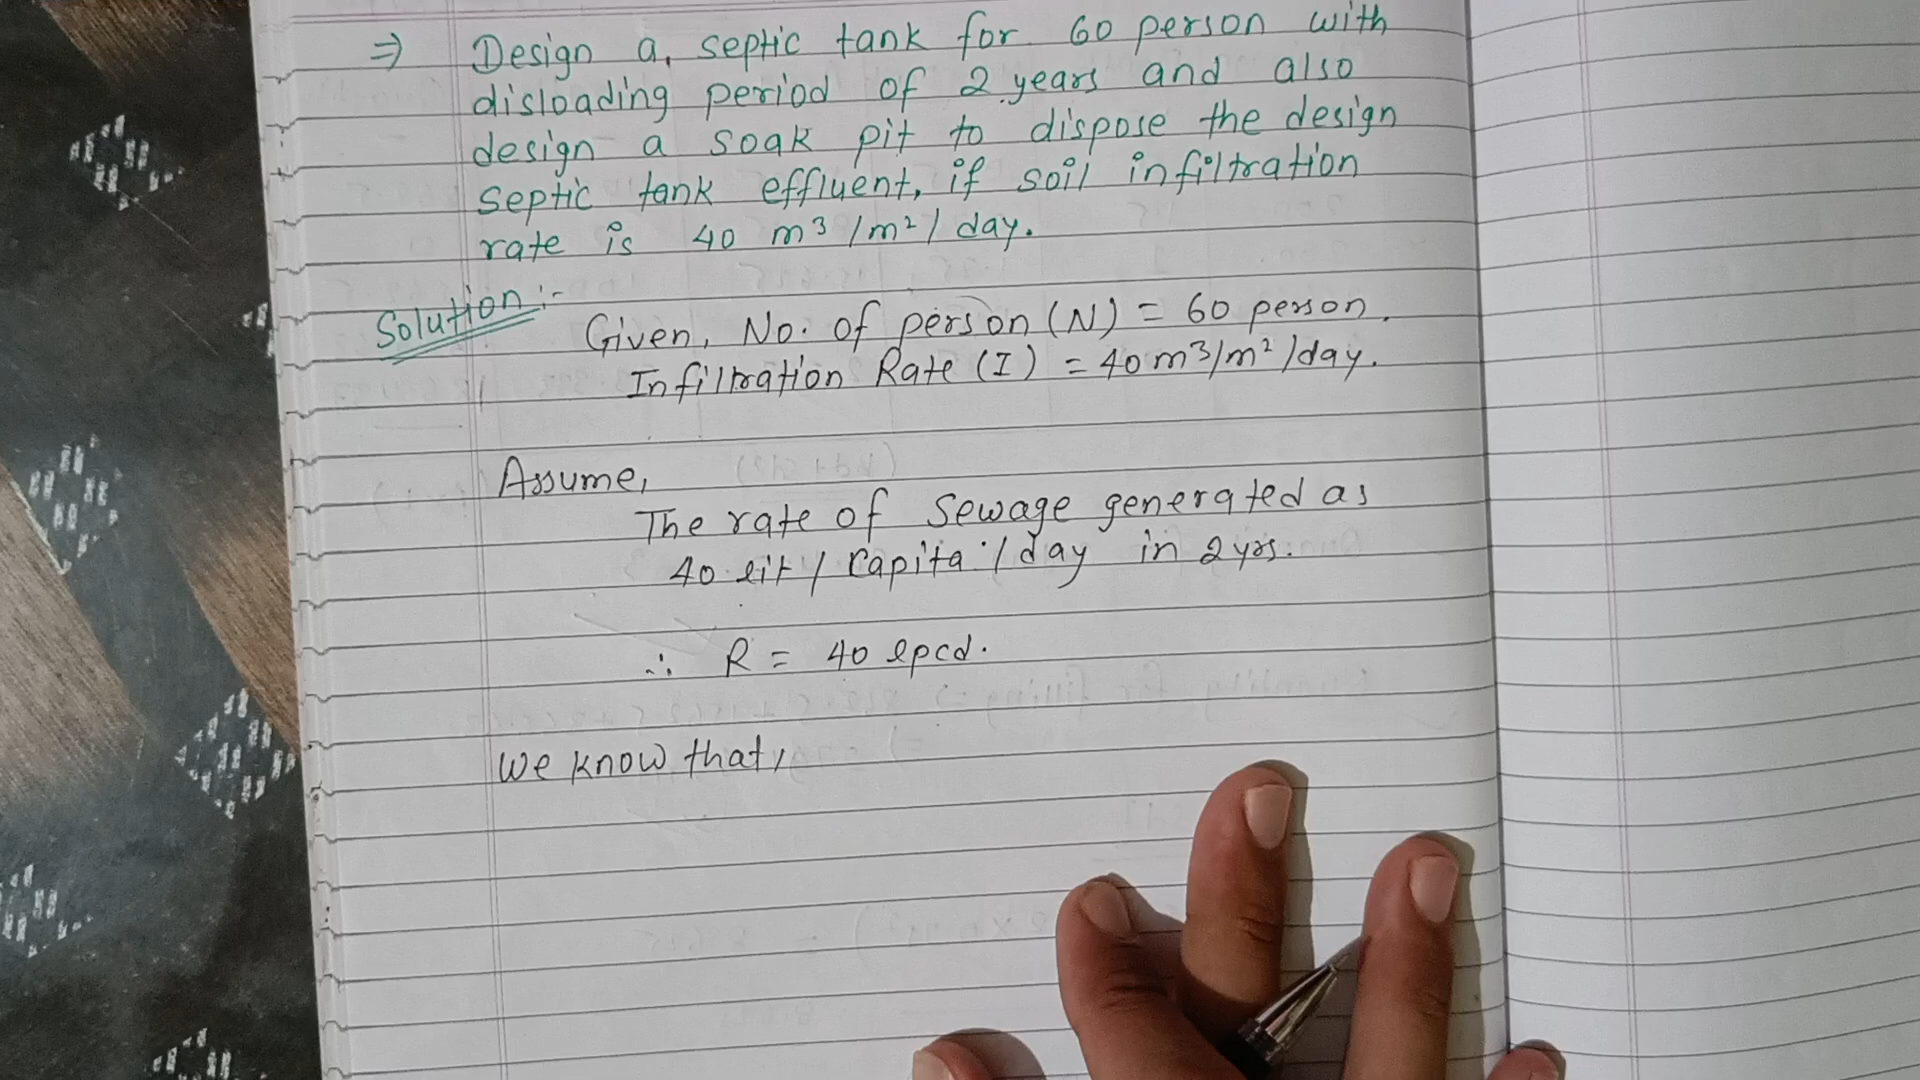 ⇒ Design a septic tank for 60 person with
disloading period of 2 years and also
design a soak pit to dispose the design
septic tank effluent, if soil infiltration
rate is 40 m³/m²/day.
Solution:-
Given, No. of person (N) = 60 person.
Infiltration Rate (I) = 40 m³/m²/day.
Assume,
The rate of sewage generated as
40 lit / Capita / day in 2 yrs.
∴ R = 40 lpcd.
We know that,